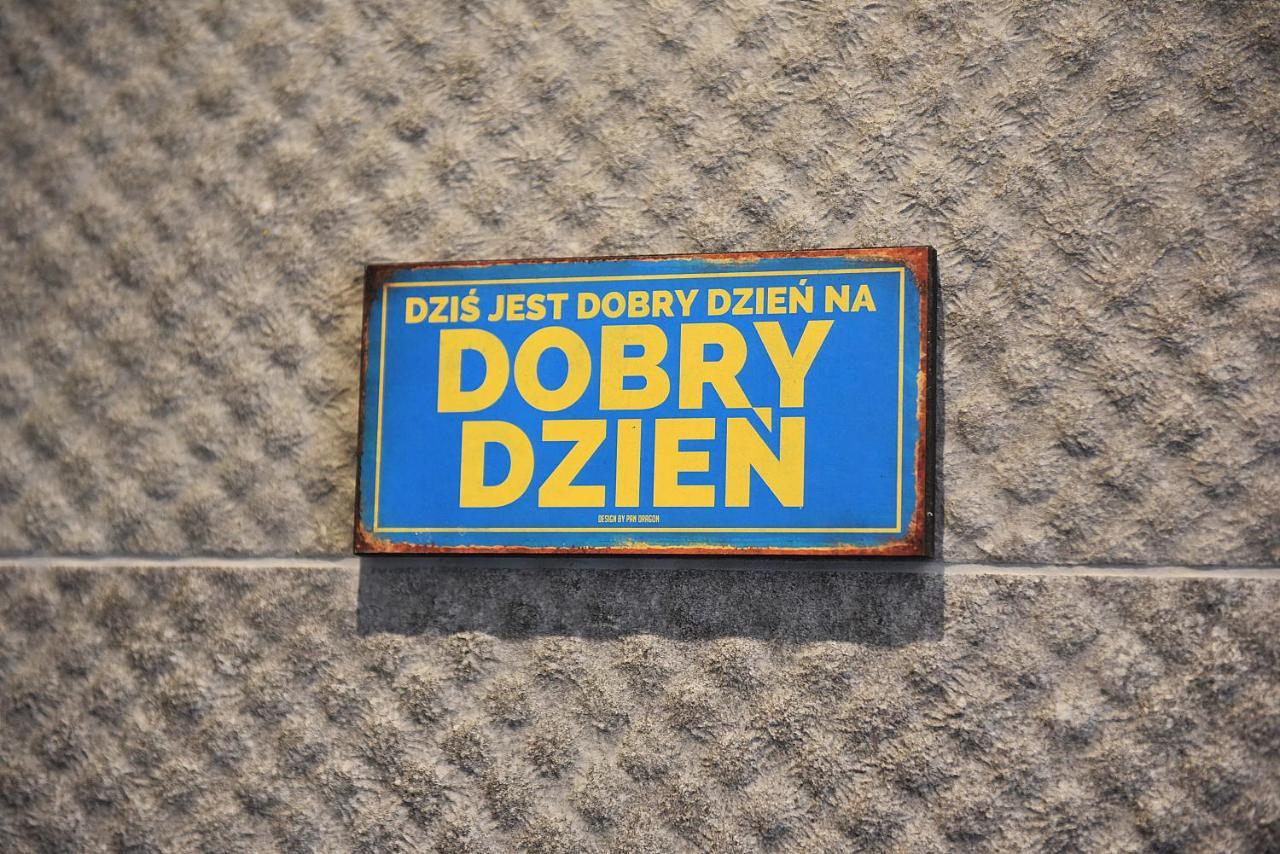 DZIŚ JEST DOBRY DZIEŃ NA
DOBRY
DZIEŃ
DESIGN BY PAN DRAGON